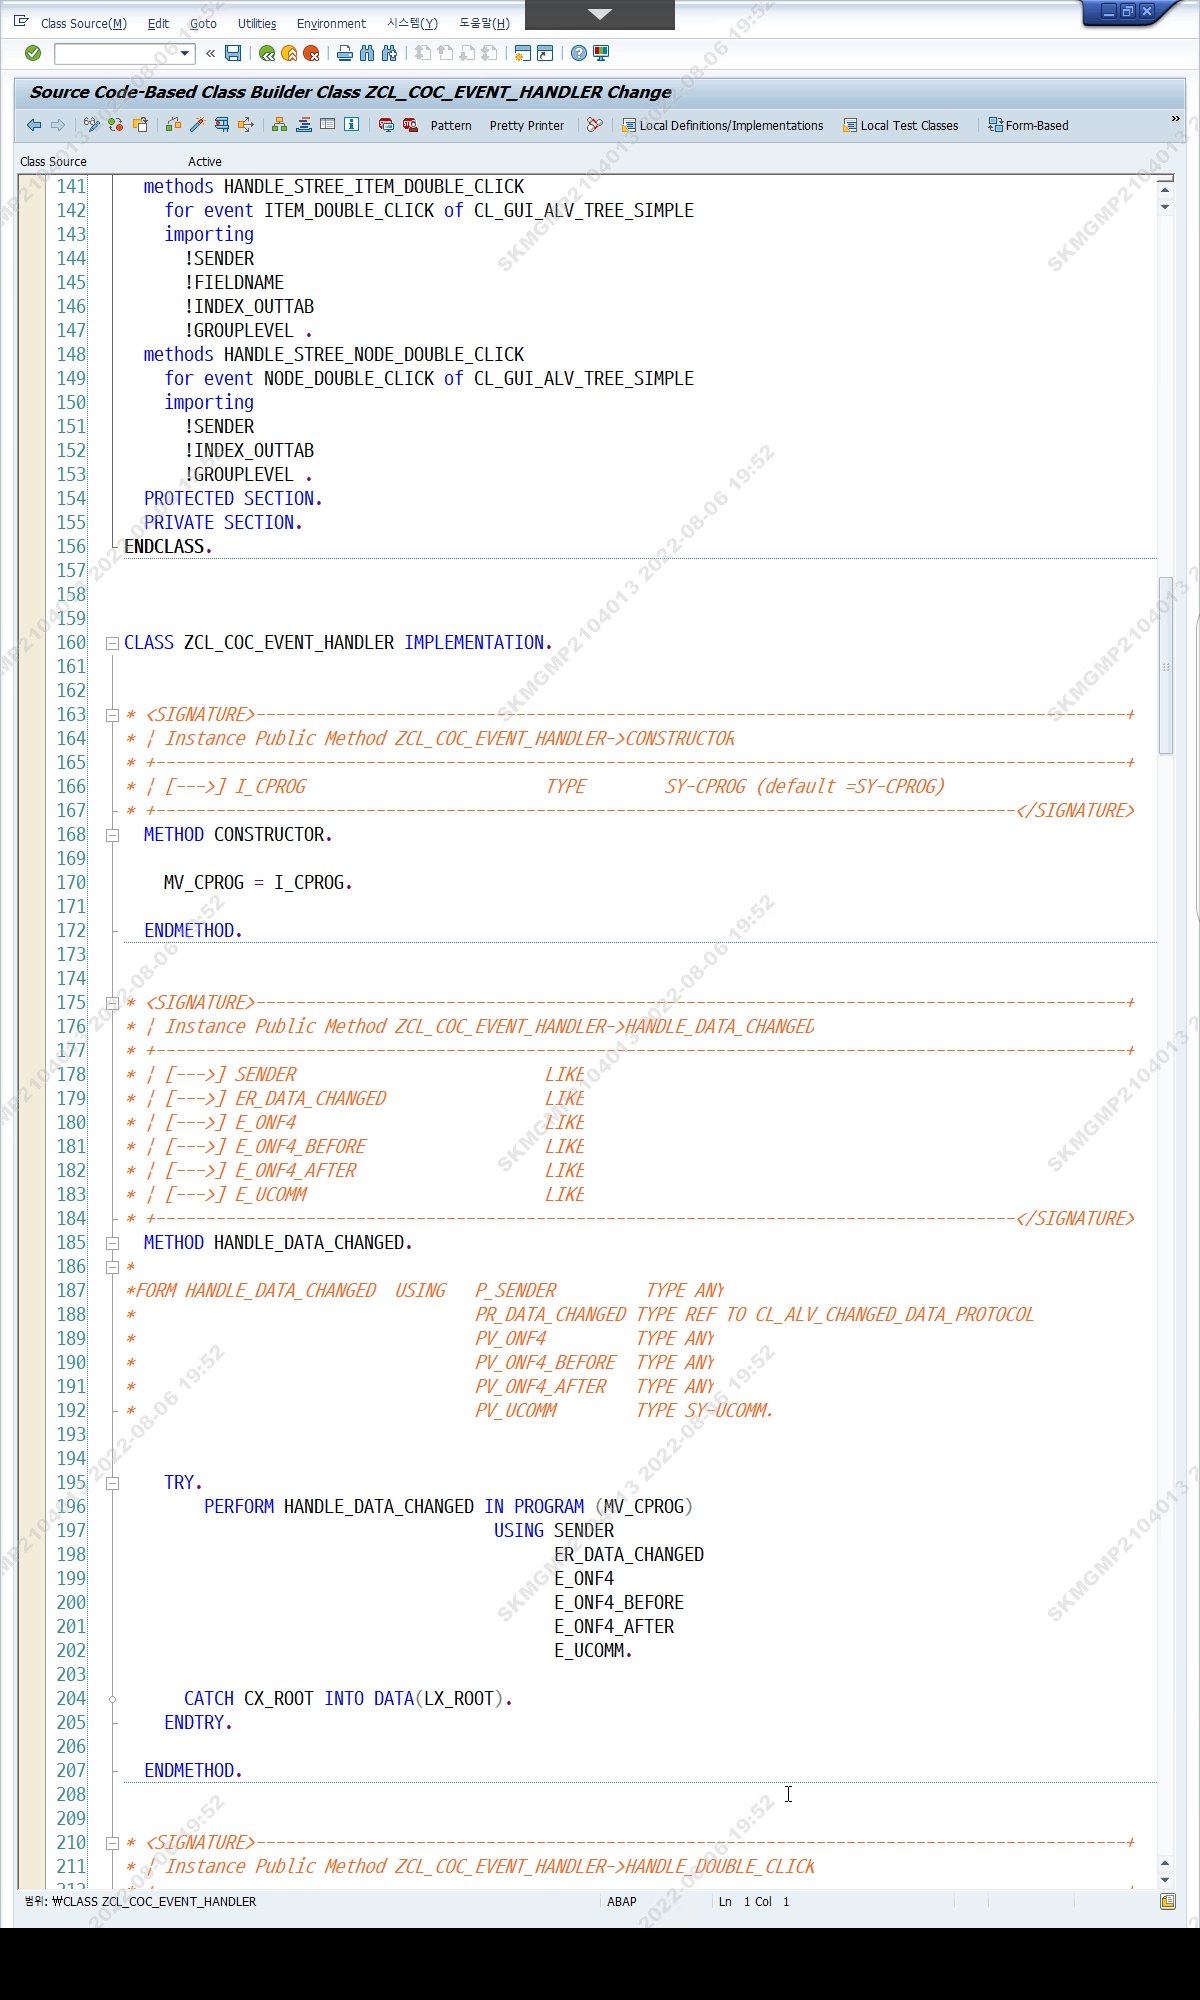 Class Source(M) Edit Goto Utilities Environment 시스템(Y) 도움말(H)
Source Code-Based Class Builder Class ZCL_COC_EVENT_HANDLER Change
Pattern Pretty Printer Local Definitions/Implementations Local Test Classes Form-Based
Class Source Active
141 methods HANDLE_STREE_ITEM_DOUBLE_CLICK
142 for event ITEM_DOUBLE_CLICK of CL_GUI_ALV_TREE_SIMPLE
143 importing
144 !SENDER
145 !FIELDNAME
146 !INDEX_OUTTAB
147 !GROUPLEVEL .
148 methods HANDLE_STREE_NODE_DOUBLE_CLICK
149 for event NODE_DOUBLE_CLICK of CL_GUI_ALV_TREE_SIMPLE
150 importing
151 !SENDER
152 !INDEX_OUTTAB
153 !GROUPLEVEL .
154 PROTECTED SECTION.
155 PRIVATE SECTION.
156 ENDCLASS.
157
158
159
160 CLASS ZCL_COC_EVENT_HANDLER IMPLEMENTATION.
161
162
163 * <SIGNATURE>---------------------------------------------------------------------------------------+
164 * ¦ Instance Public Method ZCL_COC_EVENT_HANDLER->CONSTRUCTOR
165 * +-------------------------------------------------------------------------------------------------+
166 * ¦ [--->] I_CPROG TYPE SY-CPROG (default =SY-CPROG)
167 * +--------------------------------------------------------------------------------------</SIGNATURE>
168 METHOD CONSTRUCTOR.
169
170 MV_CPROG = I_CPROG.
171
172 ENDMETHOD.
173
174
175 * <SIGNATURE>---------------------------------------------------------------------------------------+
176 * ¦ Instance Public Method ZCL_COC_EVENT_HANDLER->HANDLE_DATA_CHANGED
177 * +-------------------------------------------------------------------------------------------------+
178 * ¦ [--->] SENDER LIKE
179 * ¦ [--->] ER_DATA_CHANGED LIKE
180 * ¦ [--->] E_ONF4 LIKE
181 * ¦ [--->] E_ONF4_BEFORE LIKE
182 * ¦ [--->] E_ONF4_AFTER LIKE
183 * ¦ [--->] E_UCOMM LIKE
184 * +--------------------------------------------------------------------------------------</SIGNATURE>
185 METHOD HANDLE_DATA_CHANGED.
186 *
187 *FORM HANDLE_DATA_CHANGED USING P_SENDER TYPE ANY
188 * PR_DATA_CHANGED TYPE REF TO CL_ALV_CHANGED_DATA_PROTOCOL
189 * PV_ONF4 TYPE ANY
190 * PV_ONF4_BEFORE TYPE ANY
191 * PV_ONF4_AFTER TYPE ANY
192 * PV_UCOMM TYPE SY-UCOMM.
193
194
195 TRY.
196 PERFORM HANDLE_DATA_CHANGED IN PROGRAM (MV_CPROG)
197 USING SENDER
198 ER_DATA_CHANGED
199 E_ONF4
200 E_ONF4_BEFORE
201 E_ONF4_AFTER
202 E_UCOMM.
203
204 CATCH CX_ROOT INTO DATA(LX_ROOT).
205 ENDTRY.
206
207 ENDMETHOD.
208
209
210 * <SIGNATURE>---------------------------------------------------------------------------------------+
211 * ¦ Instance Public Method ZCL_COC_EVENT_HANDLER->HANDLE_DOUBLE_CLICK
범위: ₩CLASS ZCL_COC_EVENT_HANDLER ABAP Ln 1 Col 1
SKMGMP2104013 2022-08-06 19:52